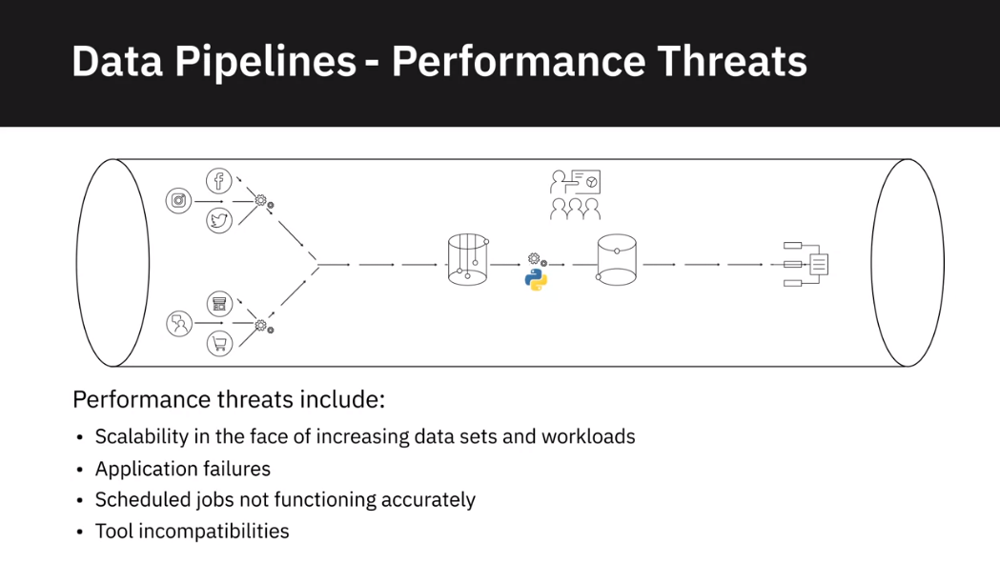 Data Pipelines - Performance Threats
Performance threats include:
• Scalability in the face of increasing data sets and workloads
• Application failures
• Scheduled jobs not functioning accurately
• Tool incompatibilities